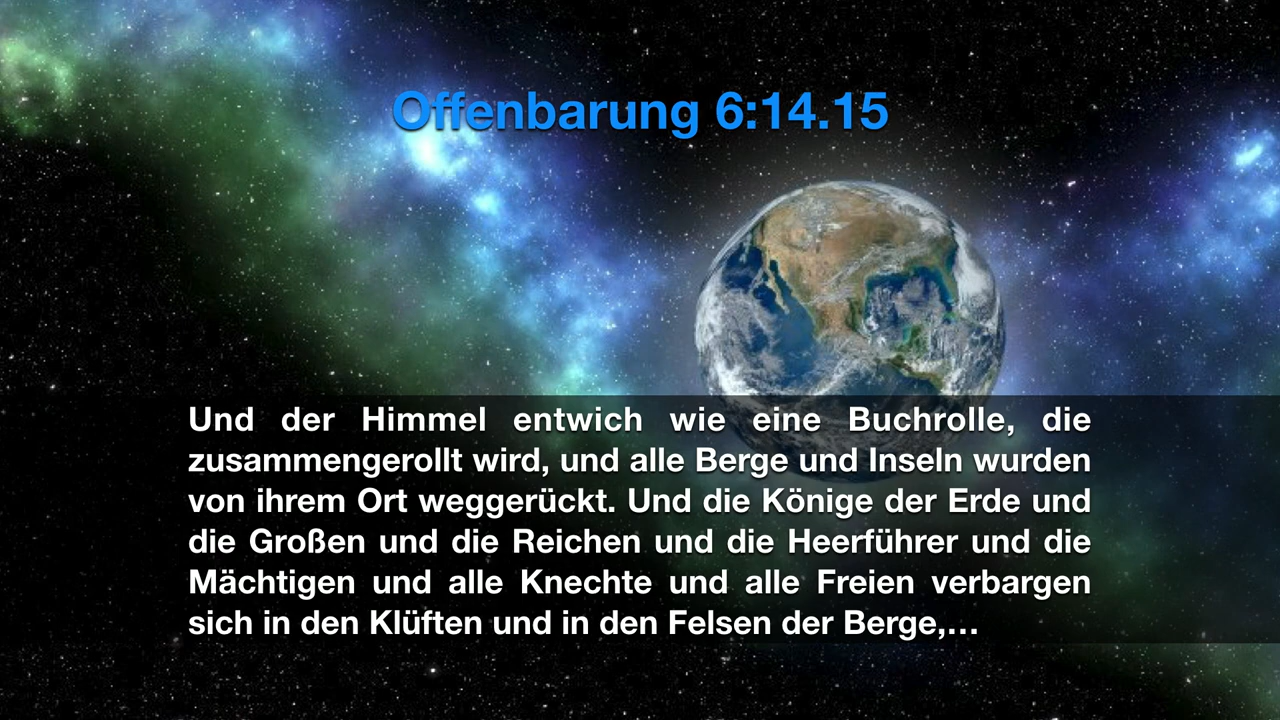 Offenbarung 6:14.15
Und der Himmel entwich wie eine Buchrolle, die
zusammengerollt wird, und alle Berge und Inseln wurden
von ihrem Ort weggerückt. Und die Könige der Erde und
die Großen und die Reichen und die Heerführer und die
Mächtigen und alle Knechte und alle Freien verbargen
sich in den Klüften und in den Felsen der Berge,…